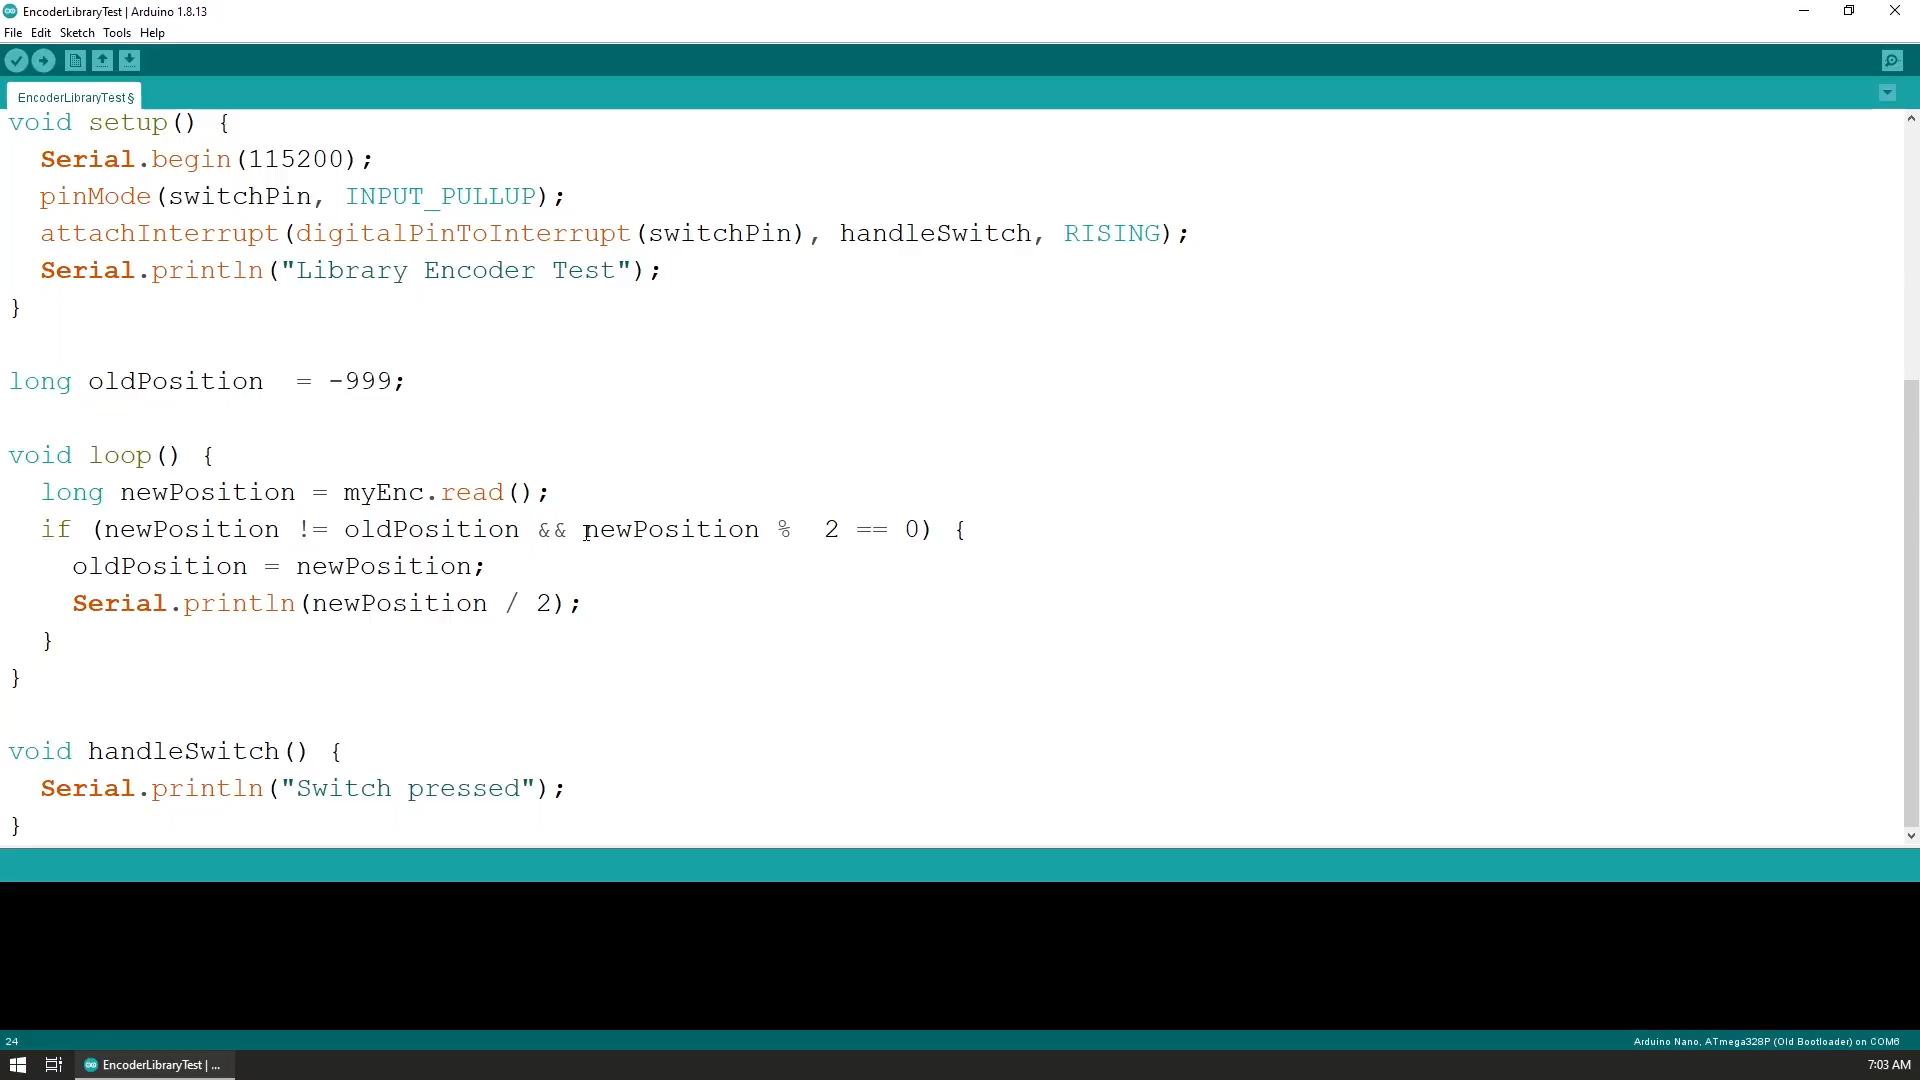 EncoderLibraryTest | Arduino 1.8.13
File Edit Sketch Tools Help
EncoderLibraryTest §
void setup() {
  Serial.begin(115200);
  pinMode(switchPin, INPUT_PULLUP);
  attachInterrupt(digitalPinToInterrupt(switchPin), handleSwitch, RISING);
  Serial.println("Library Encoder Test");
}
long oldPosition  = -999;
void loop() {
  long newPosition = myEnc.read();
  if (newPosition != oldPosition && newPosition %  2 == 0) {
    oldPosition = newPosition;
    Serial.println(newPosition / 2);
  }
}
void handleSwitch() {
  Serial.println("Switch pressed");
}
24
Arduino Nano, ATmega328P (Old Bootloader) on COM6
EncoderLibraryTest | ...
7:03 AM